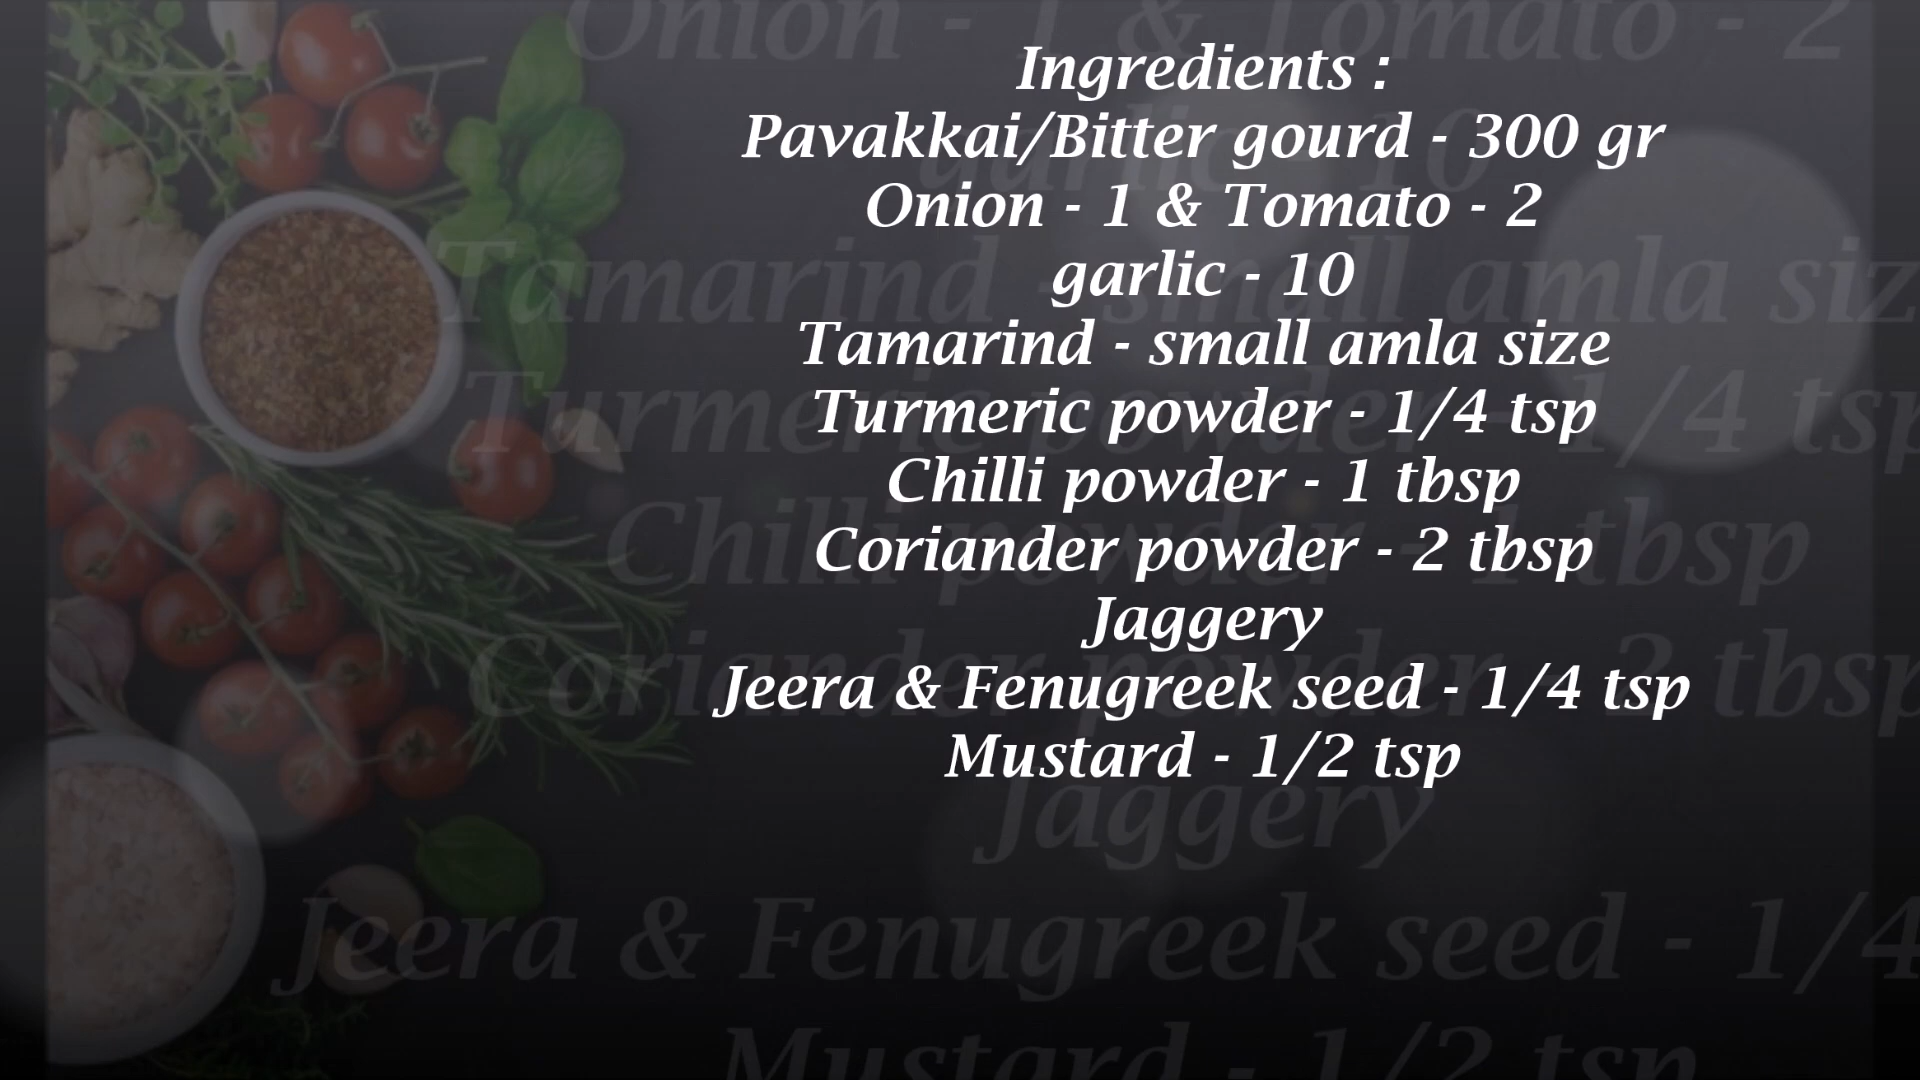 Ingredients :
Pavakkai/Bitter gourd - 300 gr
Onion - 1 & Tomato - 2
garlic - 10
Tamarind - small amla size
Turmeric powder - 1/4 tsp
Chilli powder - 1 tbsp
Coriander powder - 2 tbsp
Jaggery
Jeera & Fenugreek seed - 1/4 tsp
Mustard - 1/2 tsp